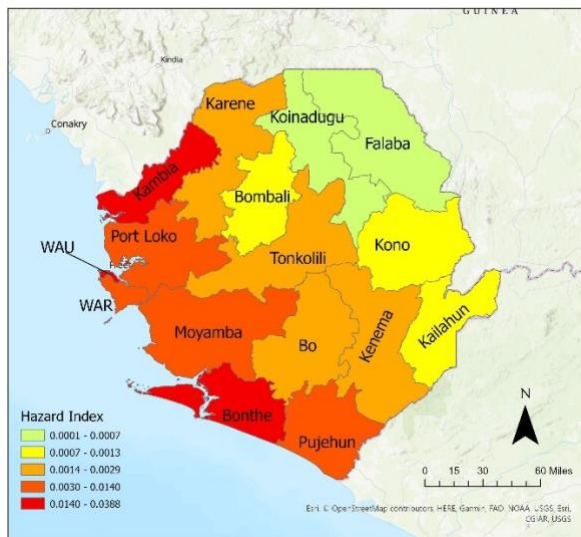 GUINEA
Kindia
Conakry
Karene
Koinadugu
Falaba
Kambia
Bombali
Port Loko
WAU
Kono
Tonkolili
WAR
Kailahun
Moyamba
Bo
Kenema
Bonthe
Pujehun
N
Hazard Index
0.0001 - 0.0007
0.0007 - 0.0013
0.0014 - 0.0029
0.0030 - 0.0140
0.0140 - 0.0388
0 15 30 60 Miles
Esri, © OpenStreetMap contributors, HERE, Garmin, FAO, NOAA, USGS, Esri,
CGIAR, USGS